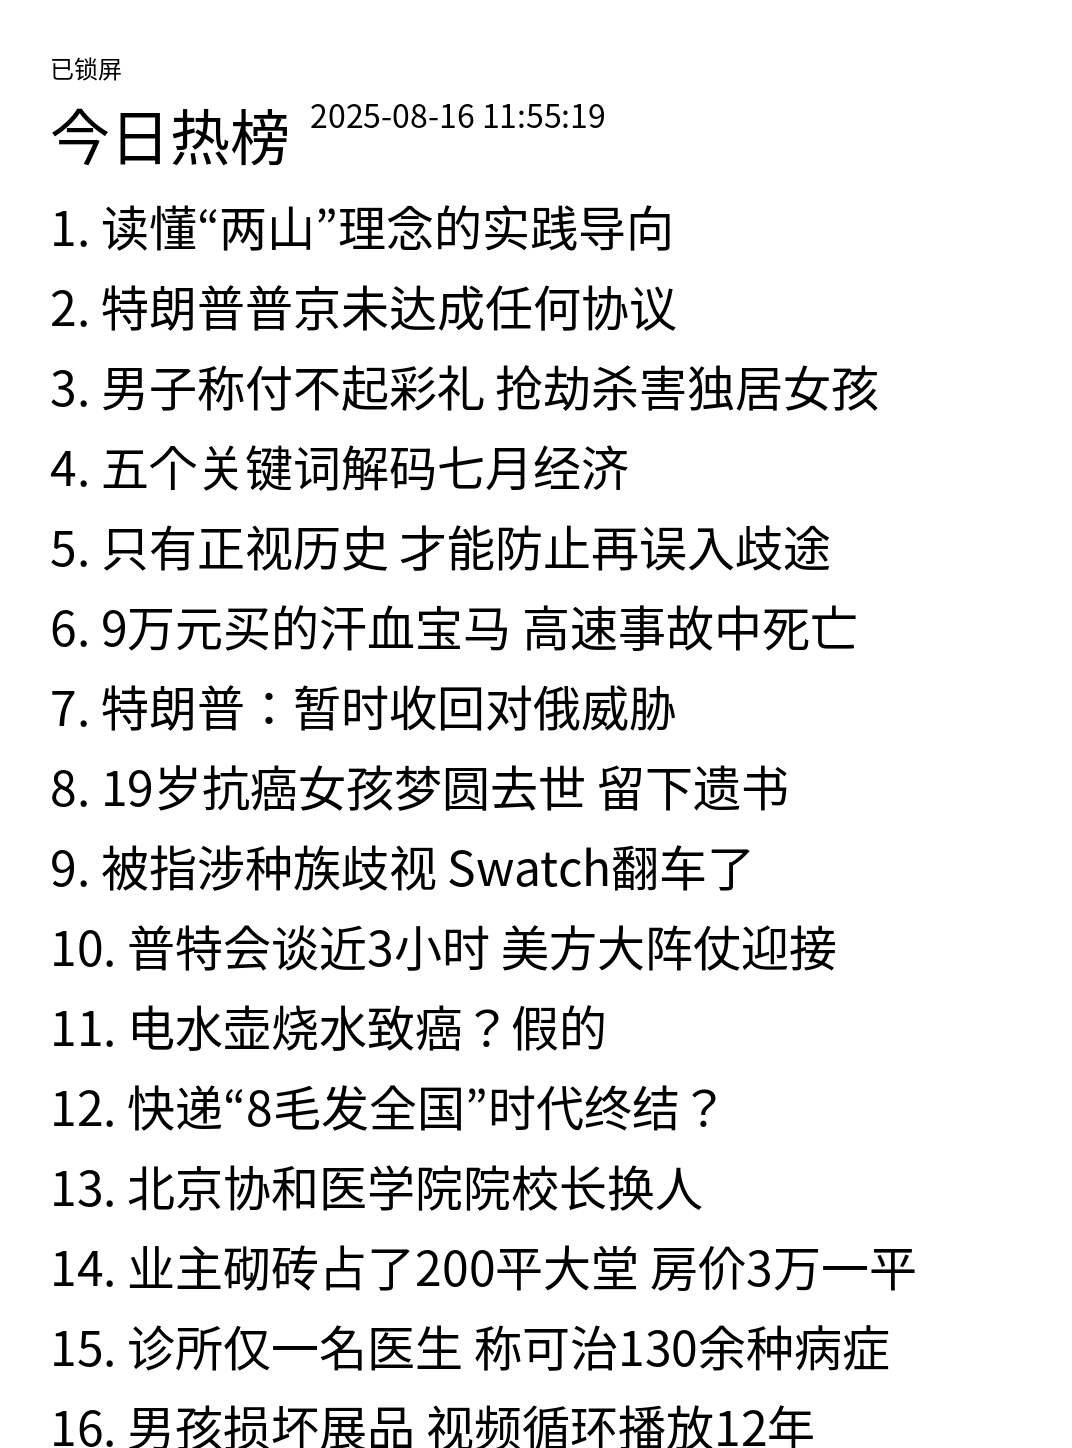 已锁屏
今日热榜 2025-08-16 11:55:19
1. 读懂“两山”理念的实践导向
2. 特朗普普京未达成任何协议
3. 男子称付不起彩礼 抢劫杀害独居女孩
4. 五个关键词解码七月经济
5. 只有正视历史 才能防止再误入歧途
6. 9万元买的汗血宝马 高速事故中死亡
7. 特朗普：暂时收回对俄威胁
8. 19岁抗癌女孩梦圆去世 留下遗书
9. 被指涉种族歧视 Swatch翻车了
10. 普特会谈近3小时 美方大阵仗迎接
11. 电水壶烧水致癌？假的
12. 快递“8毛发全国”时代终结？
13. 北京协和医学院院校长换人
14. 业主砌砖占了200平大堂 房价3万一平
15. 诊所仅一名医生 称可治130余种病症
16. 男孩损坏展品 视频循环播放12年